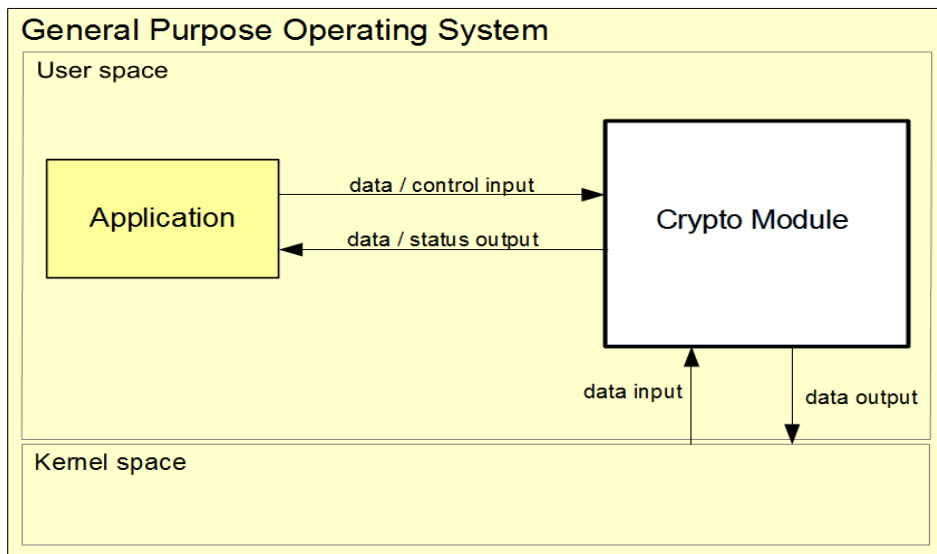 General Purpose Operating System
User space
Application
data / control input
data / status output
Crypto Module
data input
data output
Kernel space